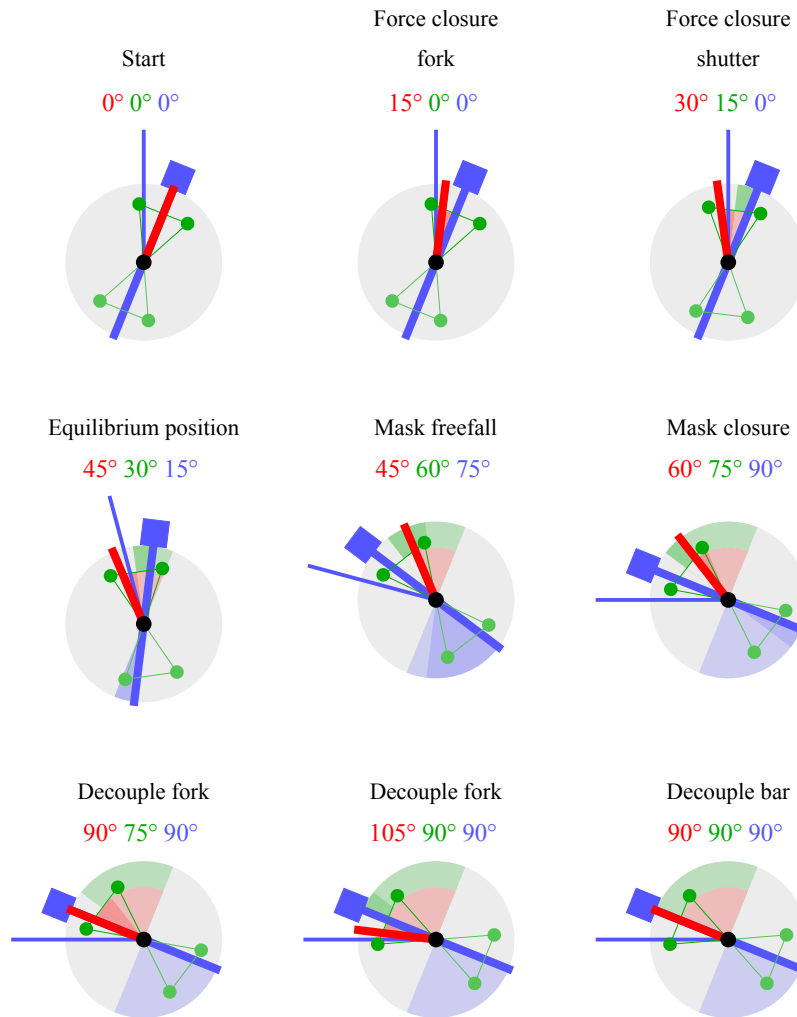 Start
0° 0° 0°
Force closure
fork
15° 0° 0°
Force closure
shutter
30° 15° 0°
Equilibrium position
45° 30° 15°
Mask freefall
45° 60° 75°
Mask closure
60° 75° 90°
Decouple fork
90° 75° 90°
Decouple fork
105° 90° 90°
Decouple bar
90° 90° 90°